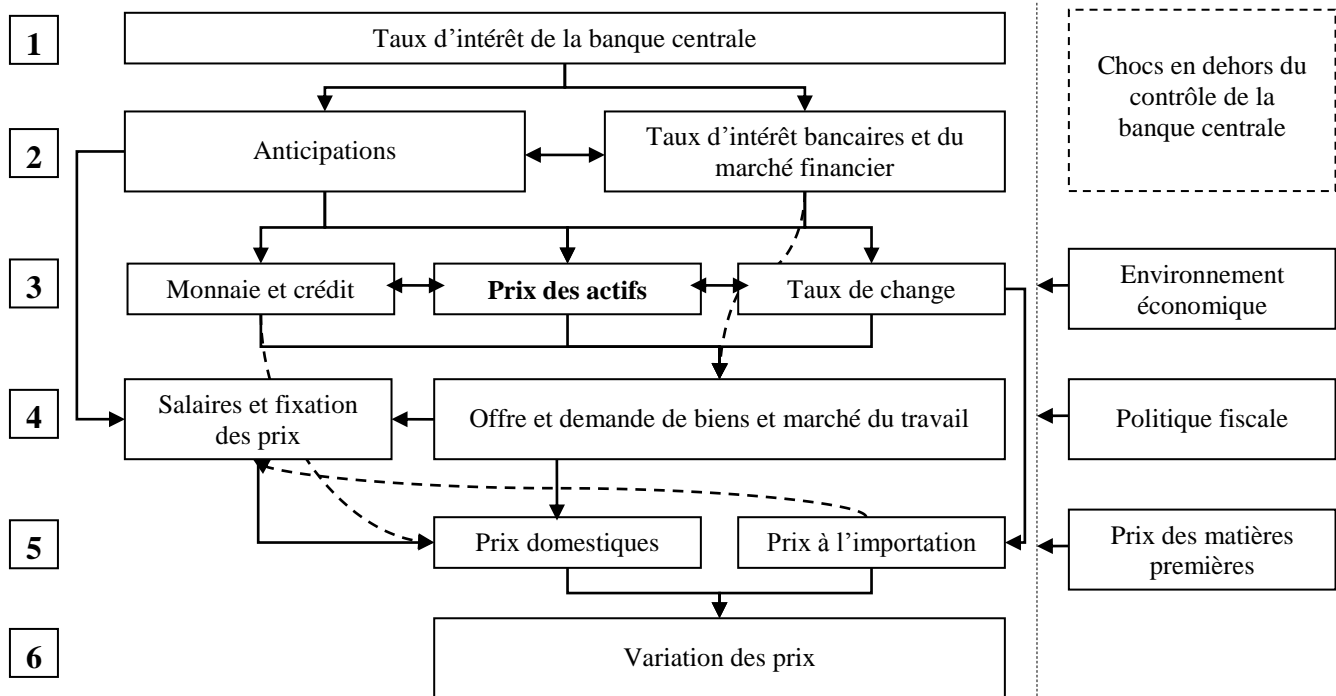 1
Taux d'intérêt de la banque centrale
Chocs en dehors du
contrôle de la
banque centrale
2
Anticipations
Taux d'intérêt bancaires et du
marché financier
3
Monnaie et crédit
Prix des actifs
Taux de change
Environnement
économique
4
Salaires et fixation
des prix
Offre et demande de biens et marché du travail
Politique fiscale
5
Prix domestiques
Prix à l'importation
Prix des matières
premières
6
Variation des prix